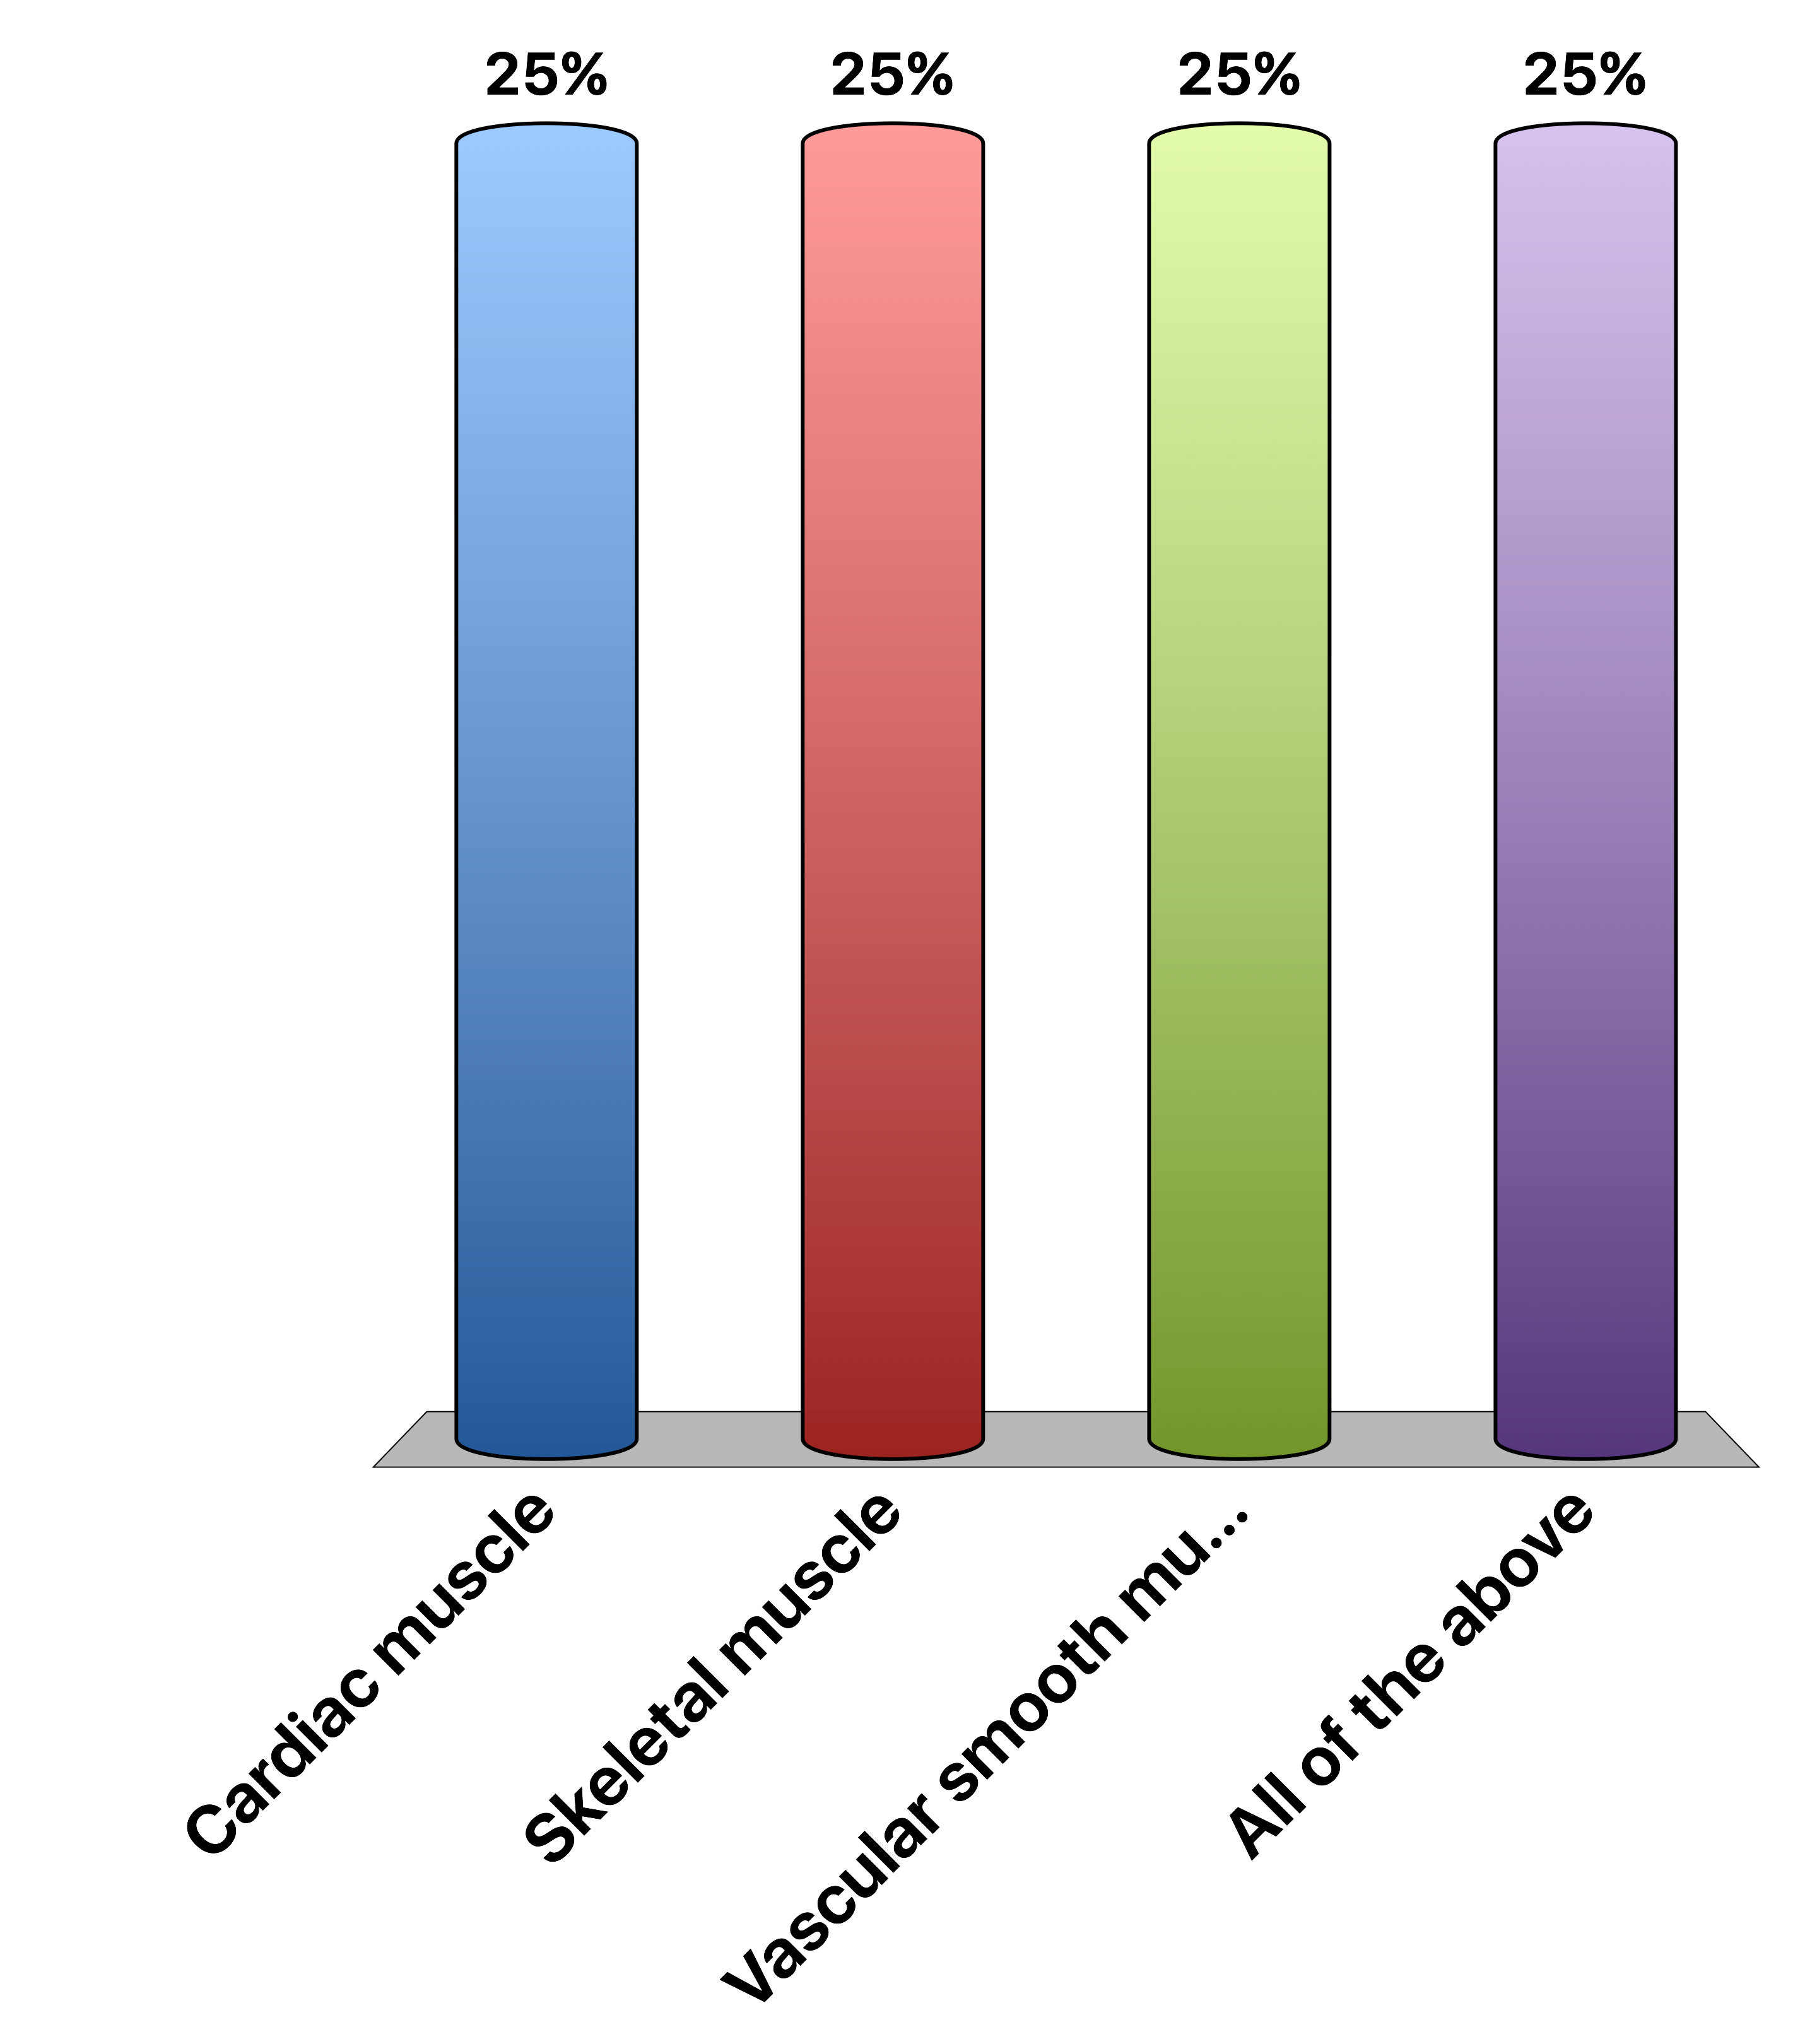 25% 25% 25% 25%
Cardiac muscle
Skeletal muscle
Vascular smooth mu...
All of the above